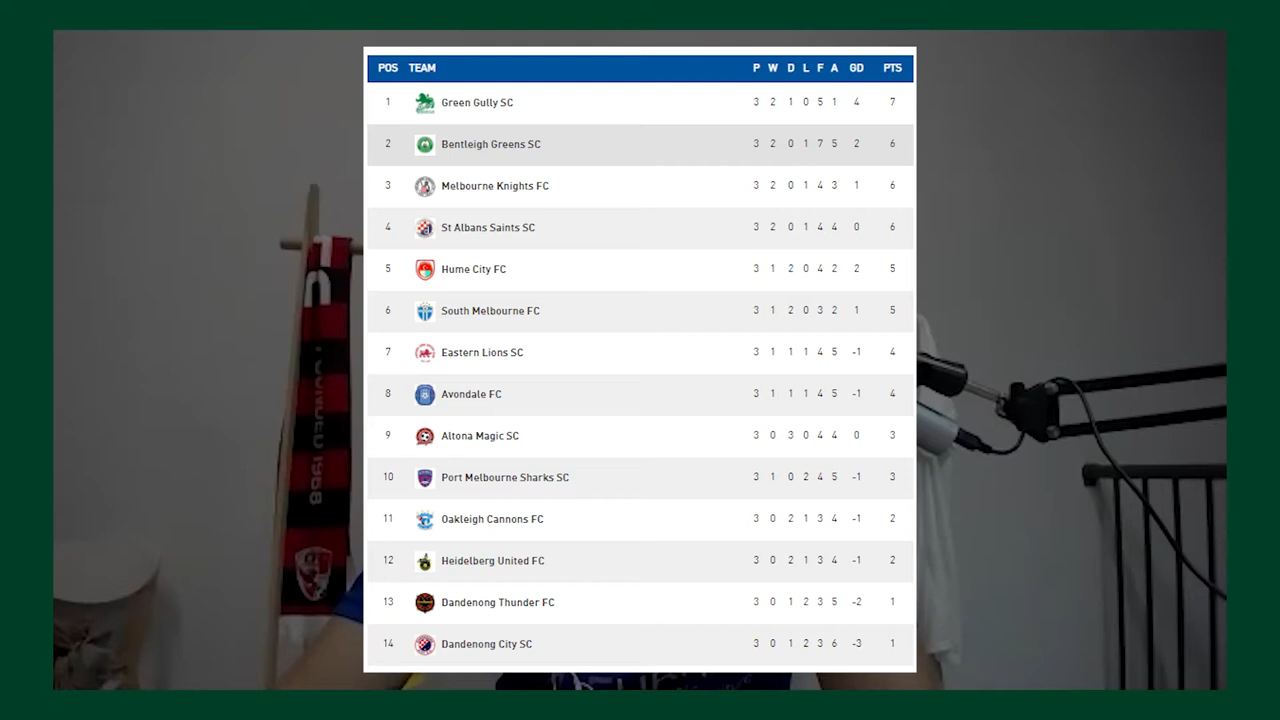 POS TEAM P W D L F A GD PTS
1 Green Gully SC 3 2 1 0 5 1 4 7
2 Bentleigh Greens SC 3 2 0 1 7 5 2 6
3 Melbourne Knights FC 3 2 0 1 4 3 1 6
4 St Albans Saints SC 3 2 0 1 4 4 0 6
5 Hume City FC 3 1 2 0 4 2 2 5
6 South Melbourne FC 3 1 2 0 3 2 1 5
7 Eastern Lions SC 3 1 1 1 4 5 -1 4
8 Avondale FC 3 1 1 1 4 5 -1 4
9 Altona Magic SC 3 0 3 0 4 4 0 3
10 Port Melbourne Sharks SC 3 1 0 2 4 5 -1 3
11 Oakleigh Cannons FC 3 0 2 1 3 4 -1 2
12 Heidelberg United FC 3 0 2 1 3 4 -1 2
13 Dandenong Thunder FC 3 0 1 2 3 5 -2 1
14 Dandenong City SC 3 0 1 2 3 6 -3 1